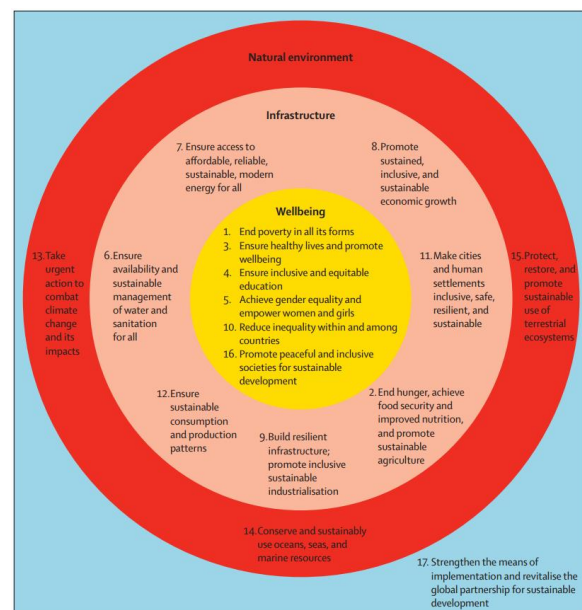 Natural environment
Infrastructure
7. Ensure access to
affordable, reliable,
sustainable, modern
energy for all
8. Promote
sustained,
inclusive, and
sustainable
economic growth
Wellbeing
1. End poverty in all its forms
3. Ensure healthy lives and promote
wellbeing
4. Ensure inclusive and equitable
education
5. Achieve gender equality and
empower women and girls
10. Reduce inequality within and among
countries
16. Promote peaceful and inclusive
societies for sustainable
development
13. Take
urgent
action to
combat
climate
change
and its
impacts
6. Ensure
availability and
sustainable
management
of water and
sanitation
for all
11. Make cities
and human
settlements
inclusive, safe,
resilient, and
sustainable
15. Protect,
restore, and
promote
sustainable
use of
terrestrial
ecosystems
12. Ensure
sustainable
consumption
and production
patterns
9. Build resilient
infrastructure;
promote inclusive
sustainable
industrialisation
2. End hunger, achieve
food security and
improved nutrition,
and promote
sustainable
agriculture
14. Conserve and sustainably
use oceans, seas, and
marine resources
17. Strengthen the means of
implementation and revitalise the
global partnership for sustainable
development